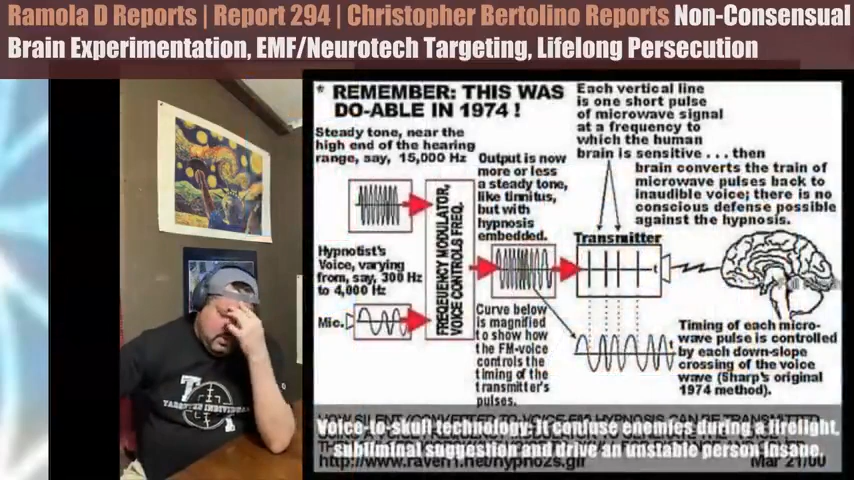 Ramola D Reports | Report 294 | Christopher Bertolino Reports Non-Consensual
Brain Experimentation, EMF/Neurotech Targeting, Lifelong Persecution
* REMEMBER: THIS WAS
DO-ABLE IN 1974 !
Steady tone, near the
high end of the hearing
range, say, 15,000 Hz
Hypnotist's
Voice, varying
from, say, 300 Hz
to 4,000 Hz
Mic.
FREQUENCY MODULATOR,
VOICE CONTROLS FREQ.
Output is now
more or less
a steady tone,
like tinnitus,
but with
hypnosis
embedded.
Curve below
is magnified
to show how
the FM-voice
controls the
timing of the
transmitter's
pulses.
Each vertical line
is one short pulse
of microwave signal
at a frequency to
which the human
brain is sensitive . . . then
brain converts the train of
microwave pulses back to
inaudible voice; there is no
conscious defense possible
against the hypnosis.
Transmitter
t
t
Timing of each micro-
wave pulse is controlled
by each down-slope
crossing of the voice
wave (Sharp's original
1974 method).
Voice-to-skull technology: it confuse enemies during a firefight,
subliminal suggestion and drive an unstable person insane.
http://www.raven1.net/hypno2s.gif
Mar 21/00
TARGETED INDIVIDUAL